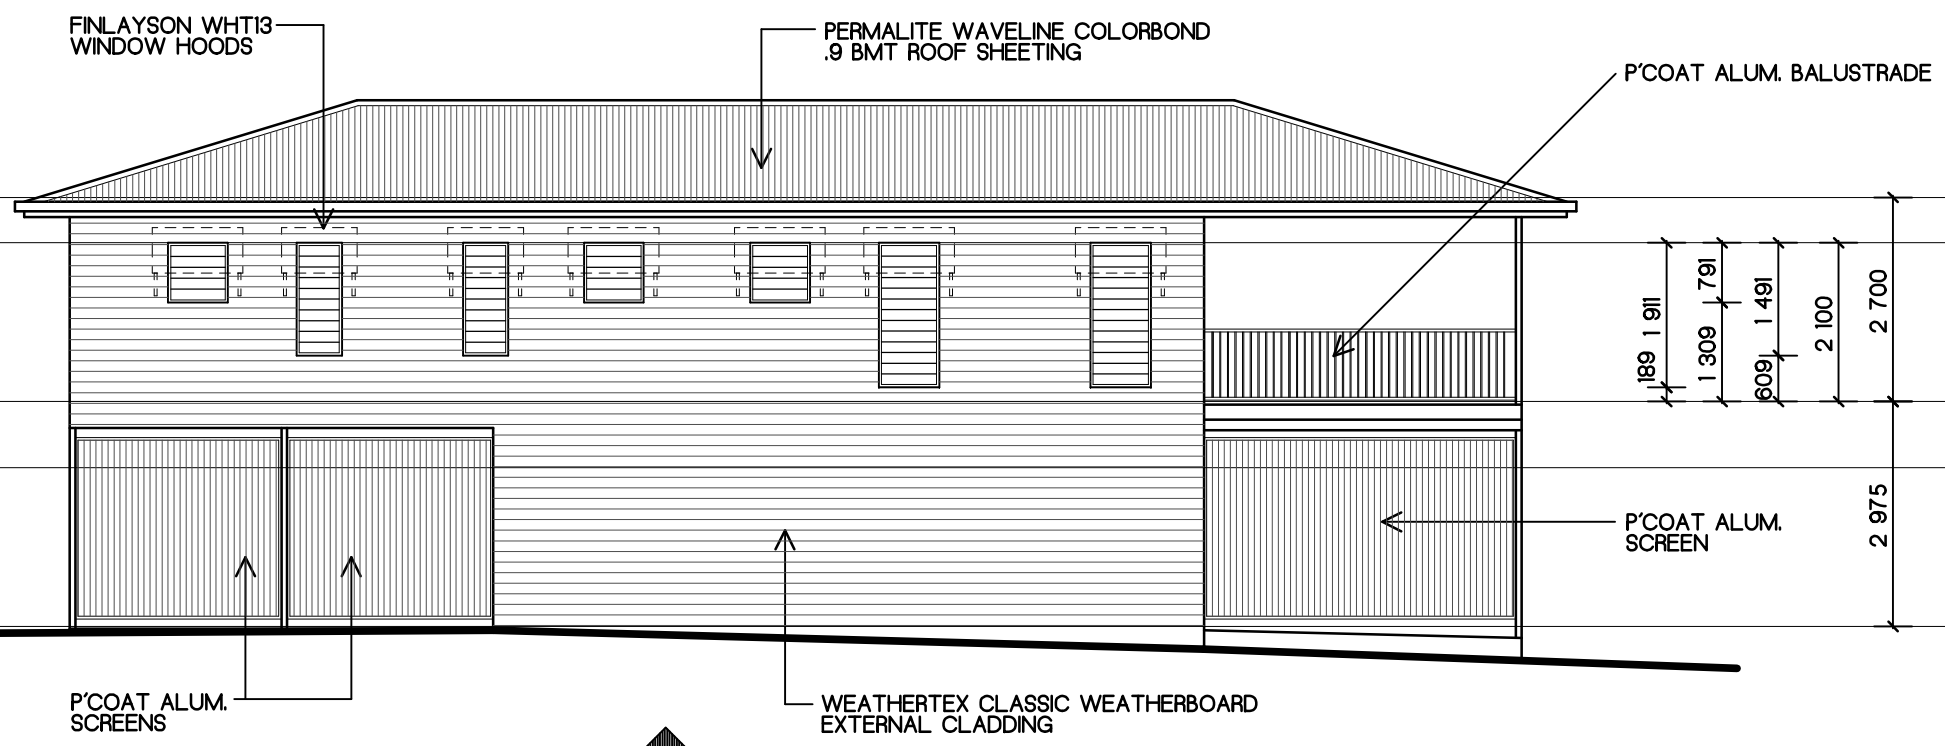 FINLAYSON WHT13
WINDOW HOODS
PERMALITE WAVELINE COLORBOND
.9 BMT ROOF SHEETING
P'COAT ALUM. BALUSTRADE
189 1 911
1 309 791
609 1 491
2 100
2 700
2 975
P'COAT ALUM.
SCREEN
P'COAT ALUM.
SCREENS
WEATHERTEX CLASSIC WEATHERBOARD
EXTERNAL CLADDING